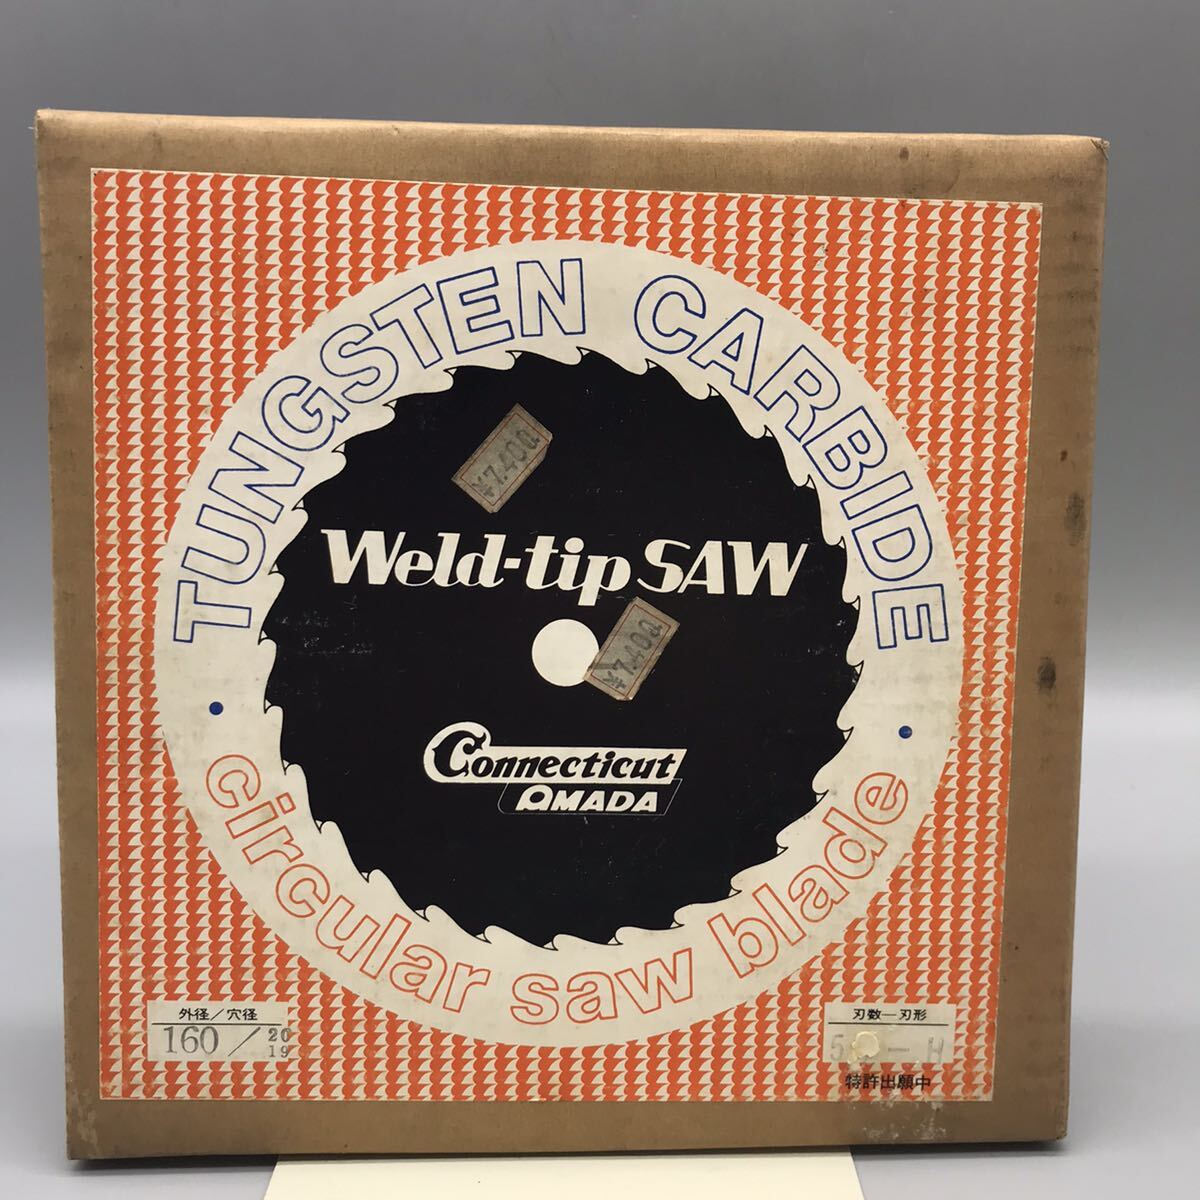 TUNGSTEN CARBIDE
¥7,400
Weld-tip SAW
¥7,400
Connecticut
AMADA
circular saw blade
外径/穴径
160/20
19
刃数—刃形
— H
特許出願中